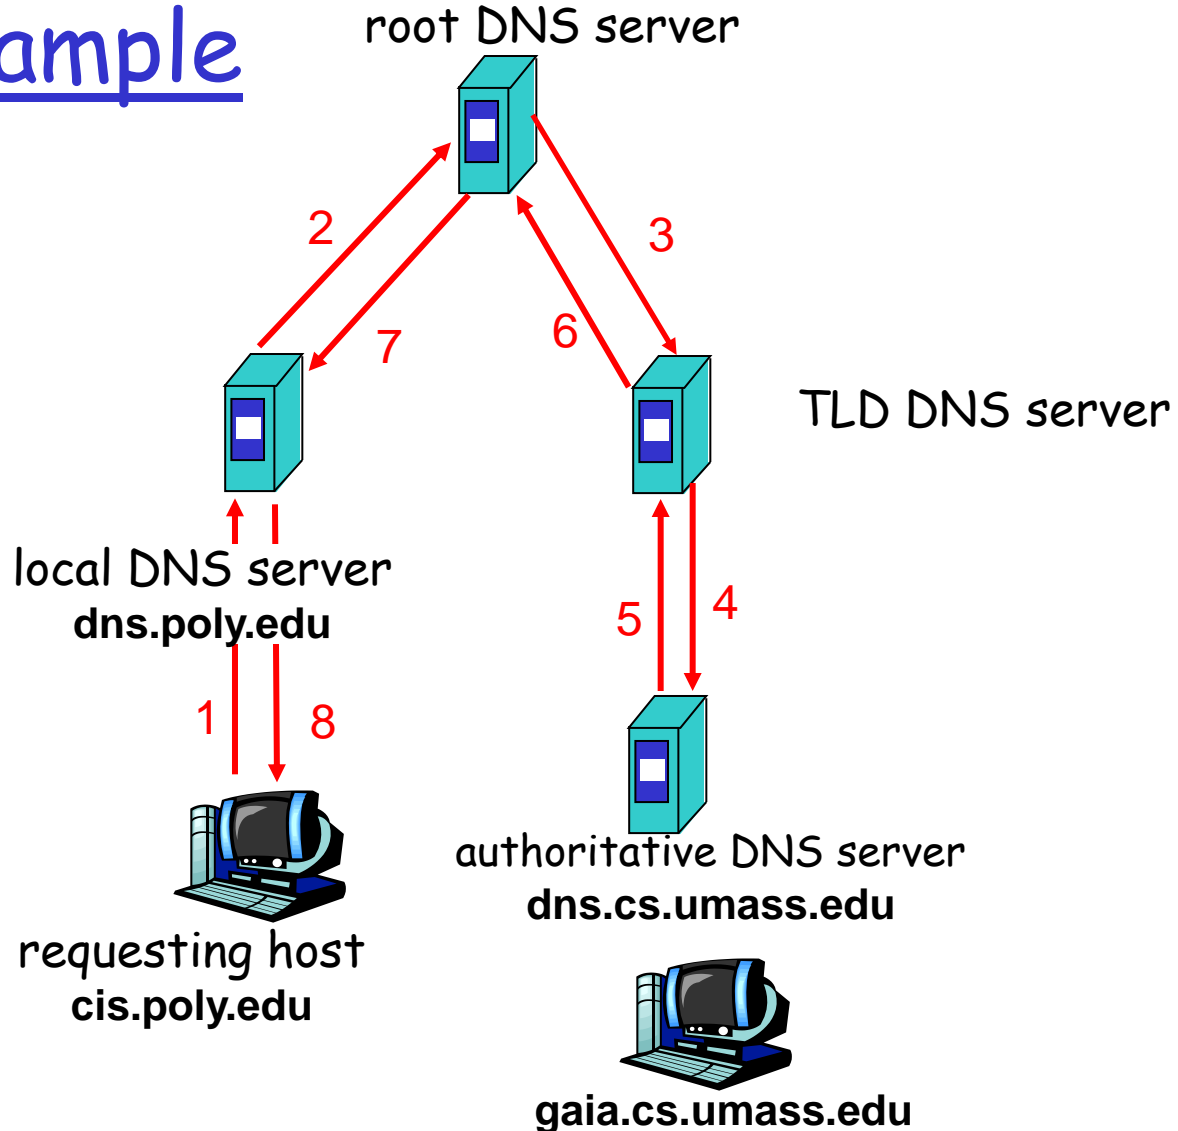 ample
root DNS server
2
3
7
6
TLD DNS server
local DNS server
dns.poly.edu
5
4
1
8
authoritative DNS server
dns.cs.umass.edu
requesting host
cis.poly.edu
gaia.cs.umass.edu